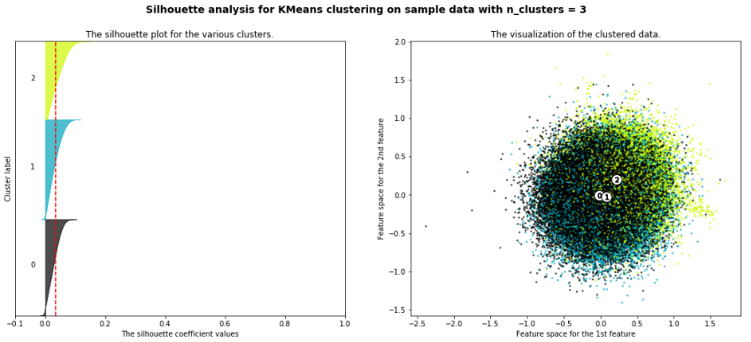 Silhouette analysis for KMeans clustering on sample data with n_clusters = 3
The silhouette plot for the various clusters.
Cluster label
2
1
0
−0.1 0.0 0.2 0.4 0.6 0.8 1.0
The silhouette coefficient values
The visualization of the clustered data.
Feature space for the 2nd feature
2.0
1.5
1.0
0.5
0.0
−0.5
−1.0
−1.5
2
0 1
−2.5 −2.0 −1.5 −1.0 −0.5 0.0 0.5 1.0 1.5
Feature space for the 1st feature